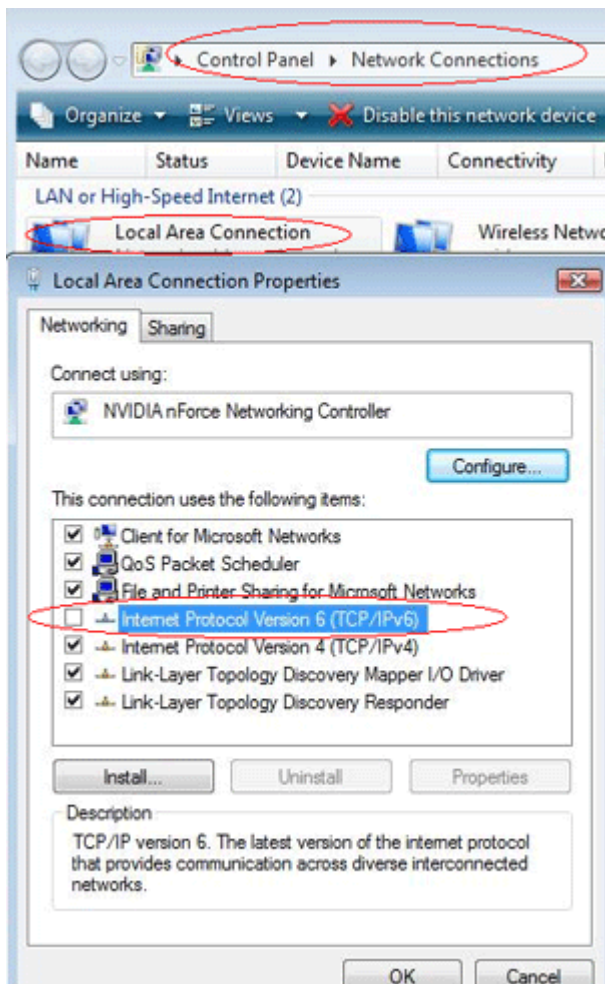 Control Panel Network Connections
Organize Views Disable this network device
Name Status Device Name Connectivity
LAN or High-Speed Internet (2)
Local Area Connection Wireless
Local Area Connection Properties
Networking Sharing
Connect using:
NVIDIA nForce Networking Controller
Configure...
This connection uses the following items:
Client for Microsoft Networks
QoS Packet Scheduler
File and Printer Sharing for Microsoft Networks
Internet Protocol Version 6 (TCP/IPv6)
Internet Protocol Version 4 (TCP/IPv4)
Link-Layer Topology Discovery Mapper I/O Driver
Link-Layer Topology Discovery Responder
Install... Uninstall Properties
Description
TCP/IP version 6. The latest version of the internet protocol
that provides communication across diverse interconnected
networks.
OK Cancel